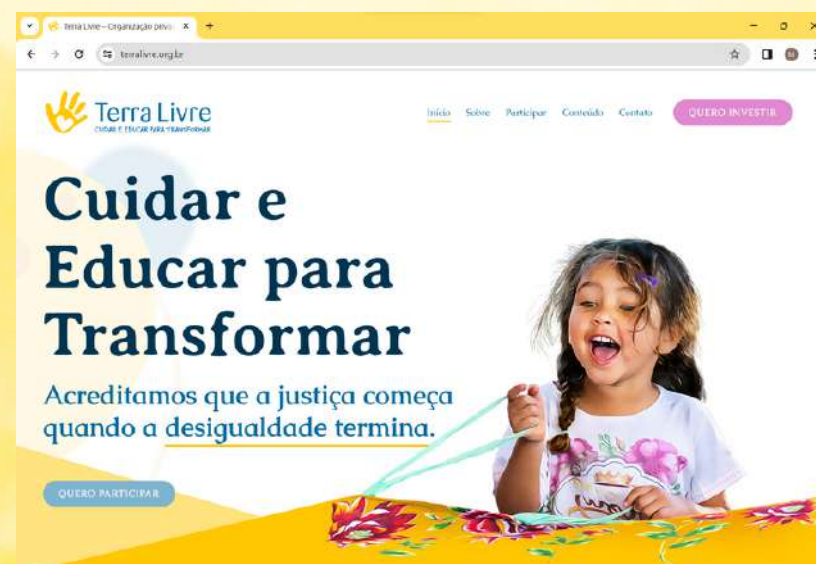 Terra Livre – Organização priva
terralivre.org.br
Terra Livre
CUIDAR E EDUCAR PARA TRANSFORMAR
Início Sobre Participar Conteúdo Contato QUERO INVESTIR
Cuidar e
Educar para
Transformar
Acreditamos que a justiça começa
quando a desigualdade termina.
QUERO PARTICIPAR